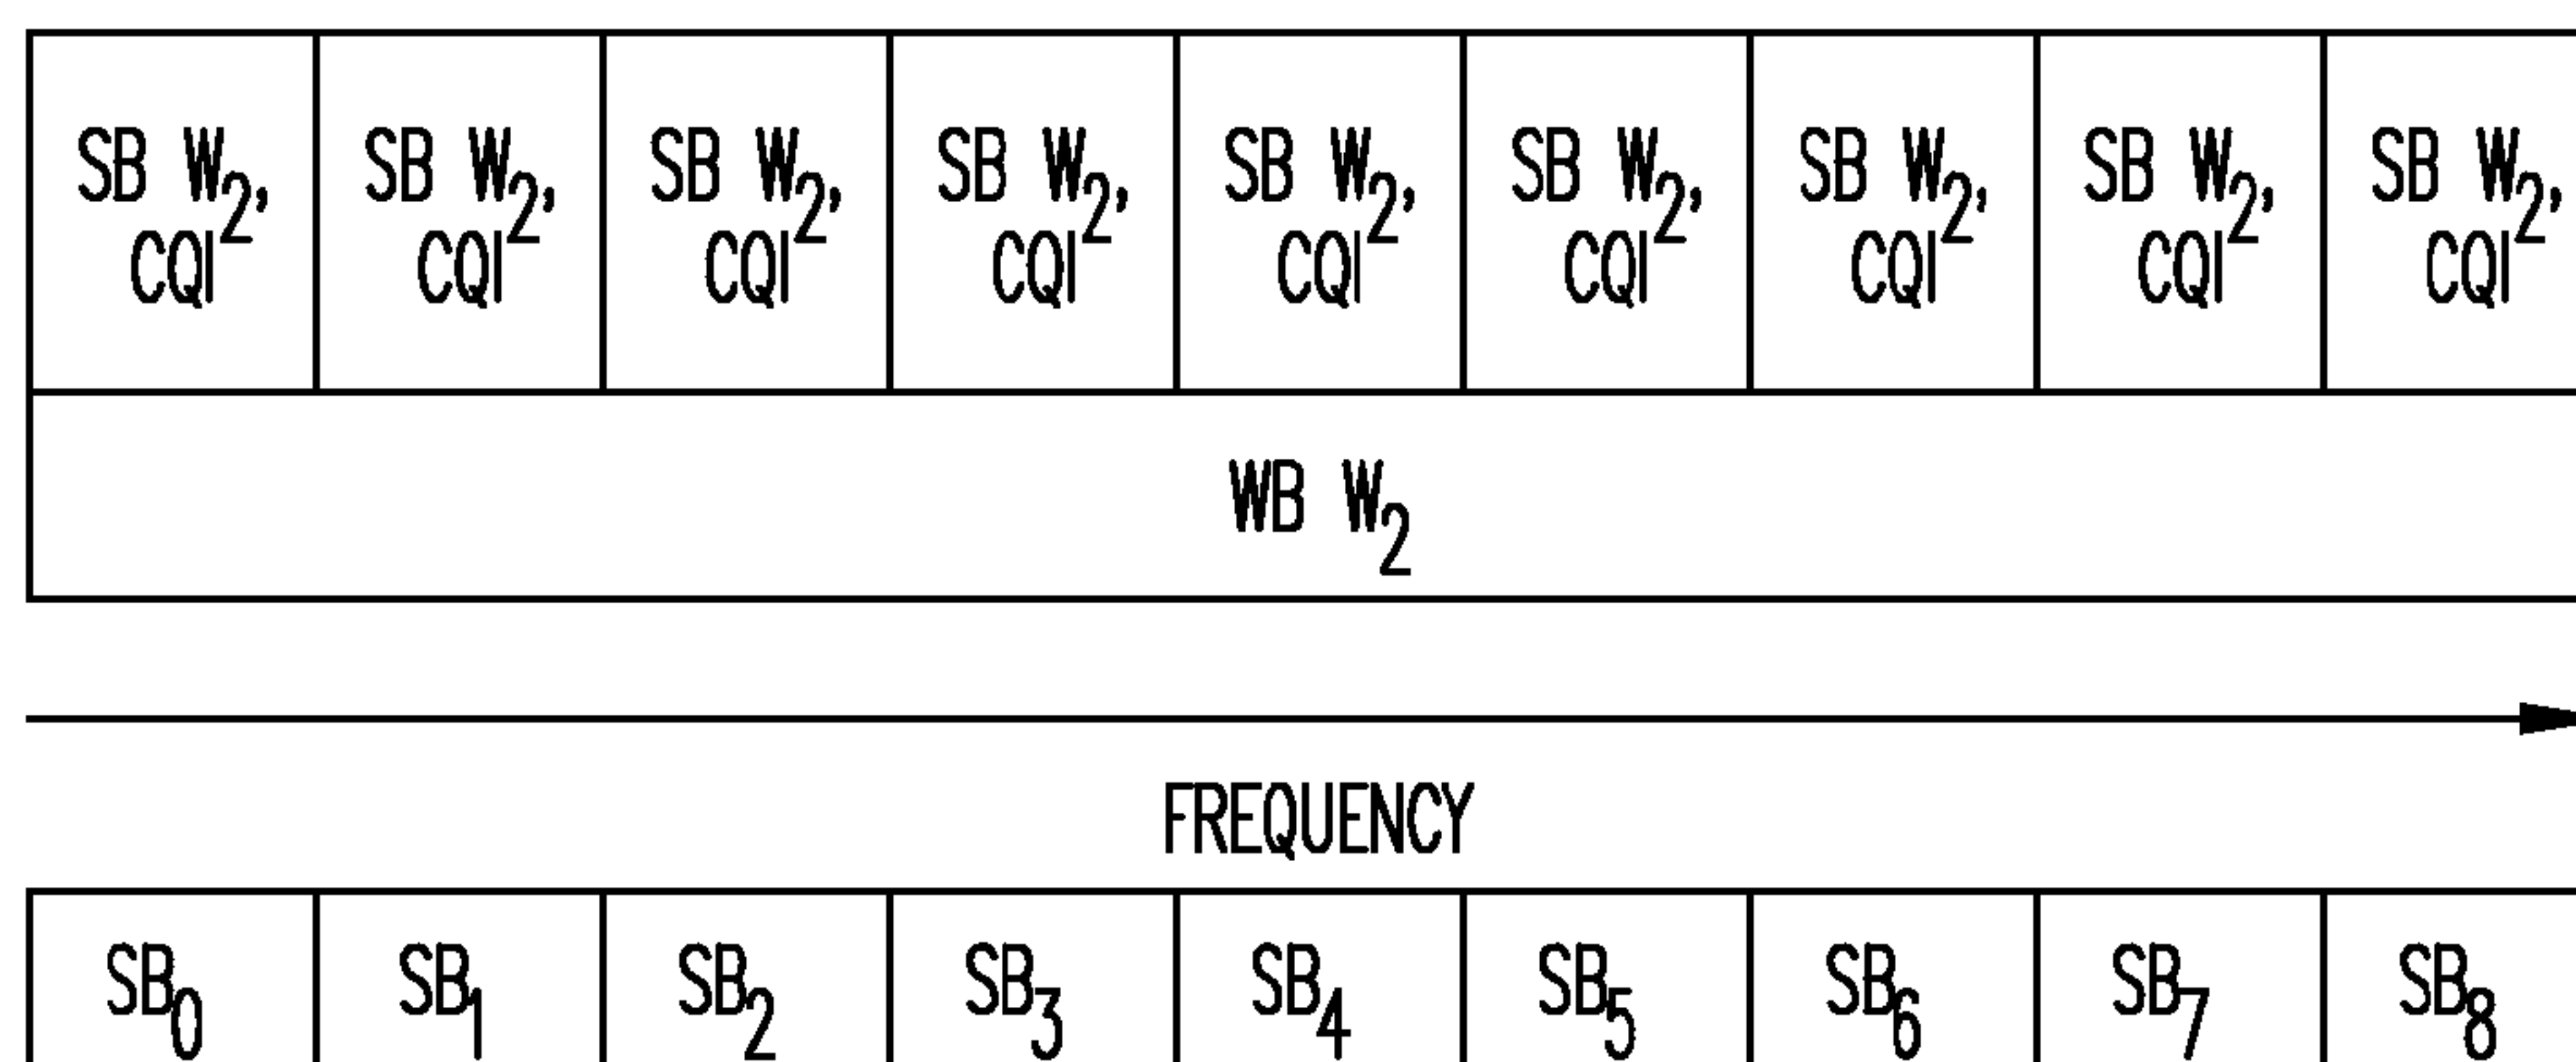 SB W2, SB W2, SB W2, SB W2, SB W2, SB W2, SB W2, SB W2, SB W2,
CQI CQI CQI CQI CQI CQI CQI CQI CQI
WB W2
FREQUENCY
SB0 SB1 SB2 SB3 SB4 SB5 SB6 SB7 SB8